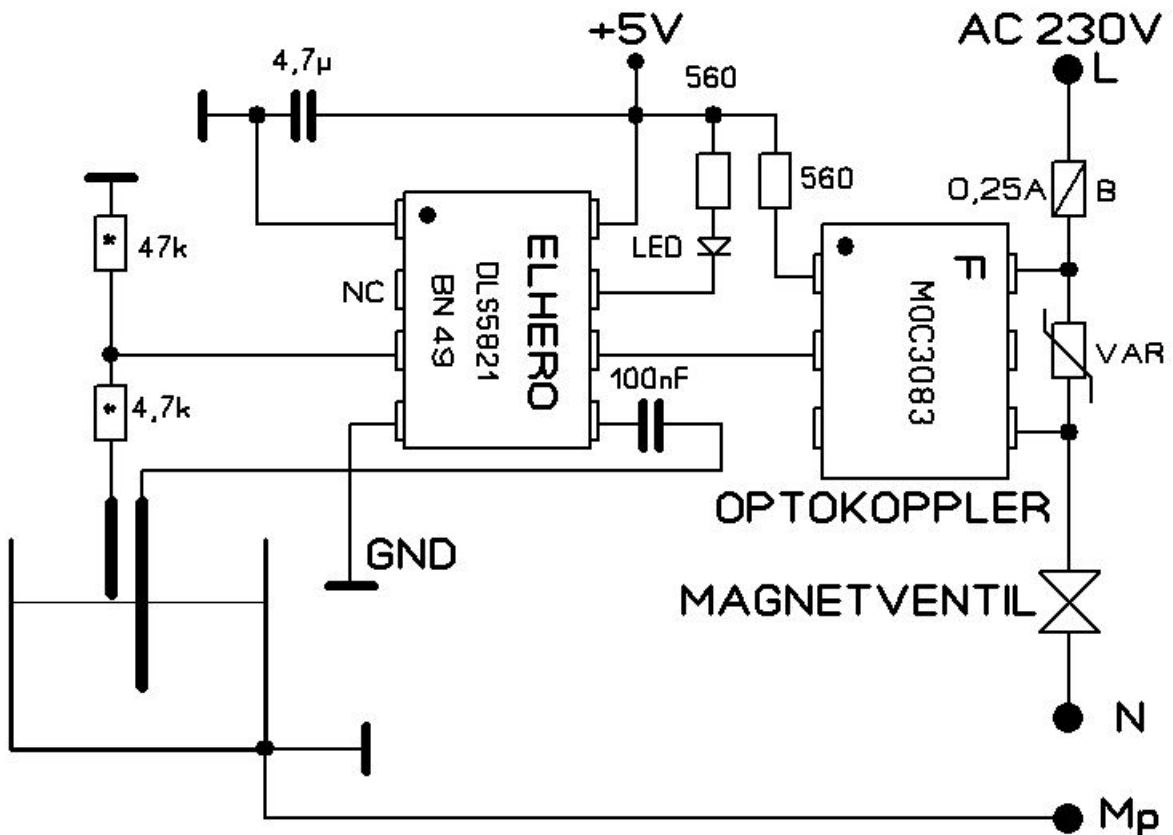 +5V
AC 230V
4,7µ
560
L
560
0,25A
B
47k
LED
ELHERO
DLS5821
BN 49
F
MOC3083
NC
VAR
100nF
4,7k
OPTOKOPPLER
GND
MAGNETVENTIL
N
Mp
*
*